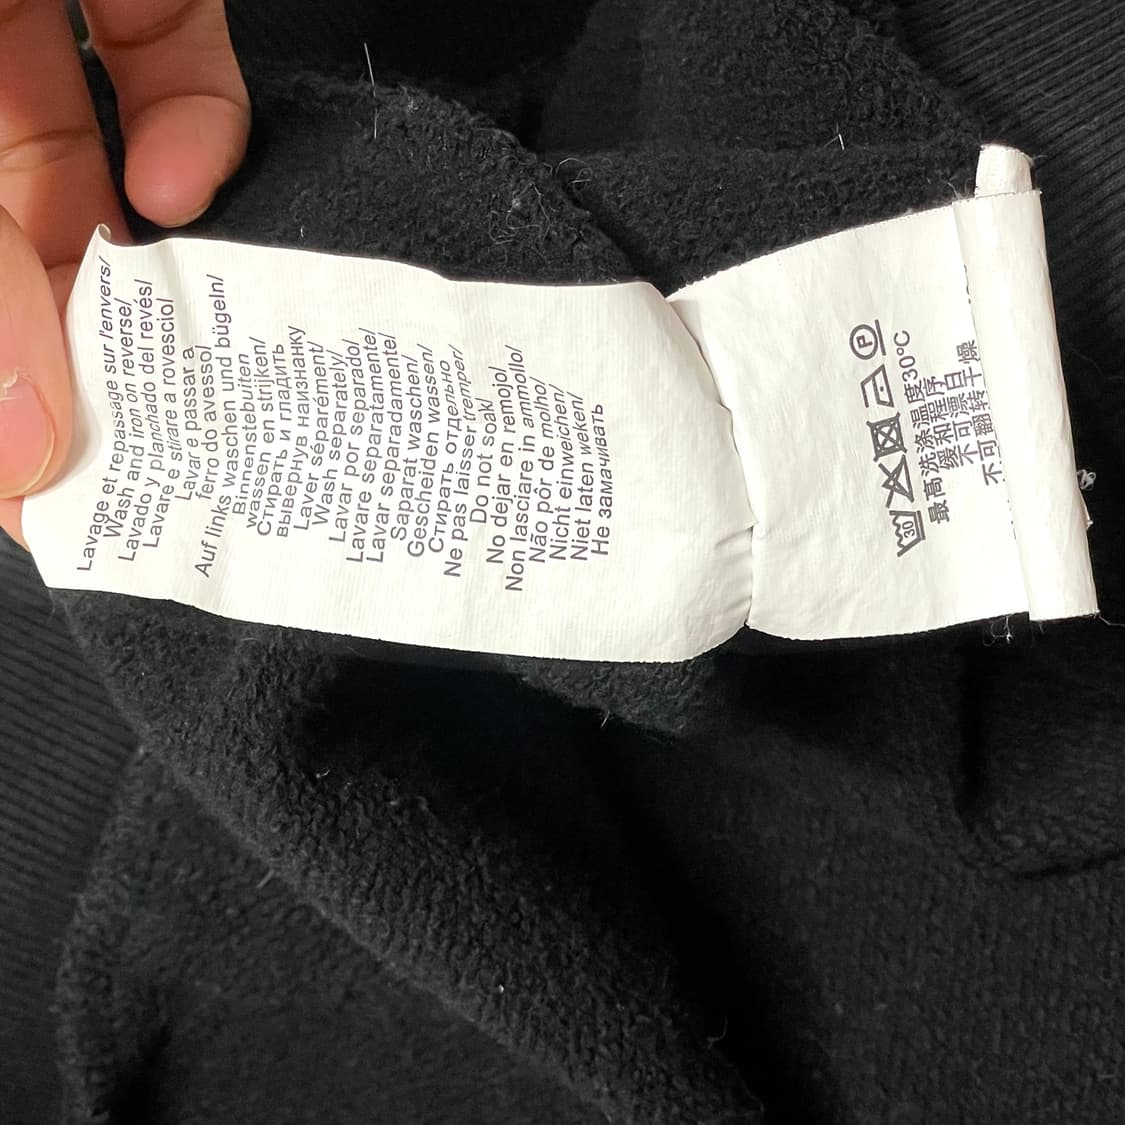 Lavage et repassage sur l'envers/
Wash and iron on reverse/
Lavado y planchado del revés/
Lavare e stirare a rovescio/
Lavar e passar a
ferro do avesso/
Auf links waschen und bügeln/
Binnenstebuiten
wassen en strijken/
Стирать и гладить
вывернув наизнанку
Laver séparément/
Wash separately/
Lavar por separado/
Lavare separatamente/
Lavar separadamente/
Saparat waschen/
Gescheiden wassen/
Стирать отдельно
Ne pas laisser tremper/
Do not soak/
No dejar en remojo/
Non lasciare in ammollo/
Não pôr de molho/
Nicht einweichen/
Niet laten weken/
Не замачивать
30 P
最高洗涤温度30°C
缓和程序
不可漂白
不可翻转干燥